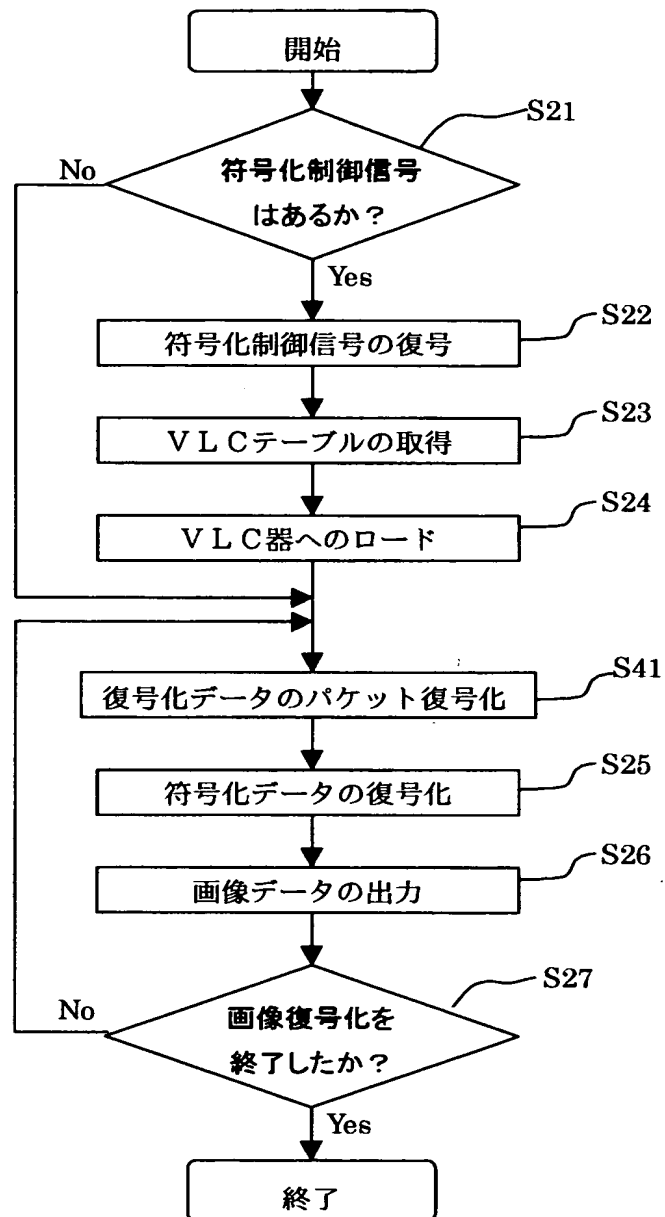 開始
S21
No
符号化制御信号
はあるか？
Yes
S22
符号化制御信号の復号
S23
ＶＬＣテーブルの取得
S24
ＶＬＣ器へのロード
S41
復号化データのパケット復号化
S25
符号化データの復号化
S26
画像データの出力
S27
No
画像復号化を
終了したか？
Yes
終了